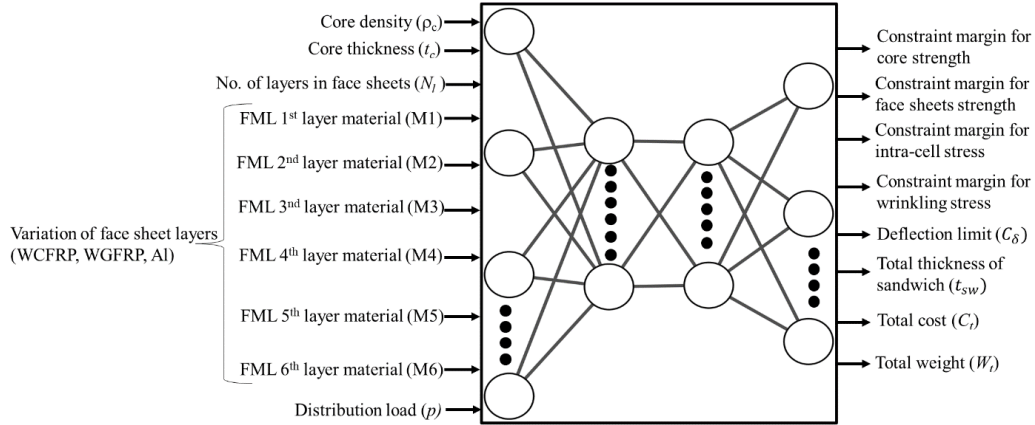 Core density (ρc)
Core thickness (tc)
No. of layers in face sheets (Nl)
FML 1st layer material (M1)
FML 2nd layer material (M2)
FML 3rd layer material (M3)
FML 4th layer material (M4)
FML 5th layer material (M5)
FML 6th layer material (M6)
Distribution load (p)
Variation of face sheet layers
(WCFRP, WGFRP, Al)
Constraint margin for
core strength
Constraint margin for
face sheets strength
Constraint margin for
intra-cell stress
Constraint margin for
wrinkling stress
Deflection limit (Cδ)
Total thickness of
sandwich (tsw)
Total cost (Ct)
Total weight (Wt)